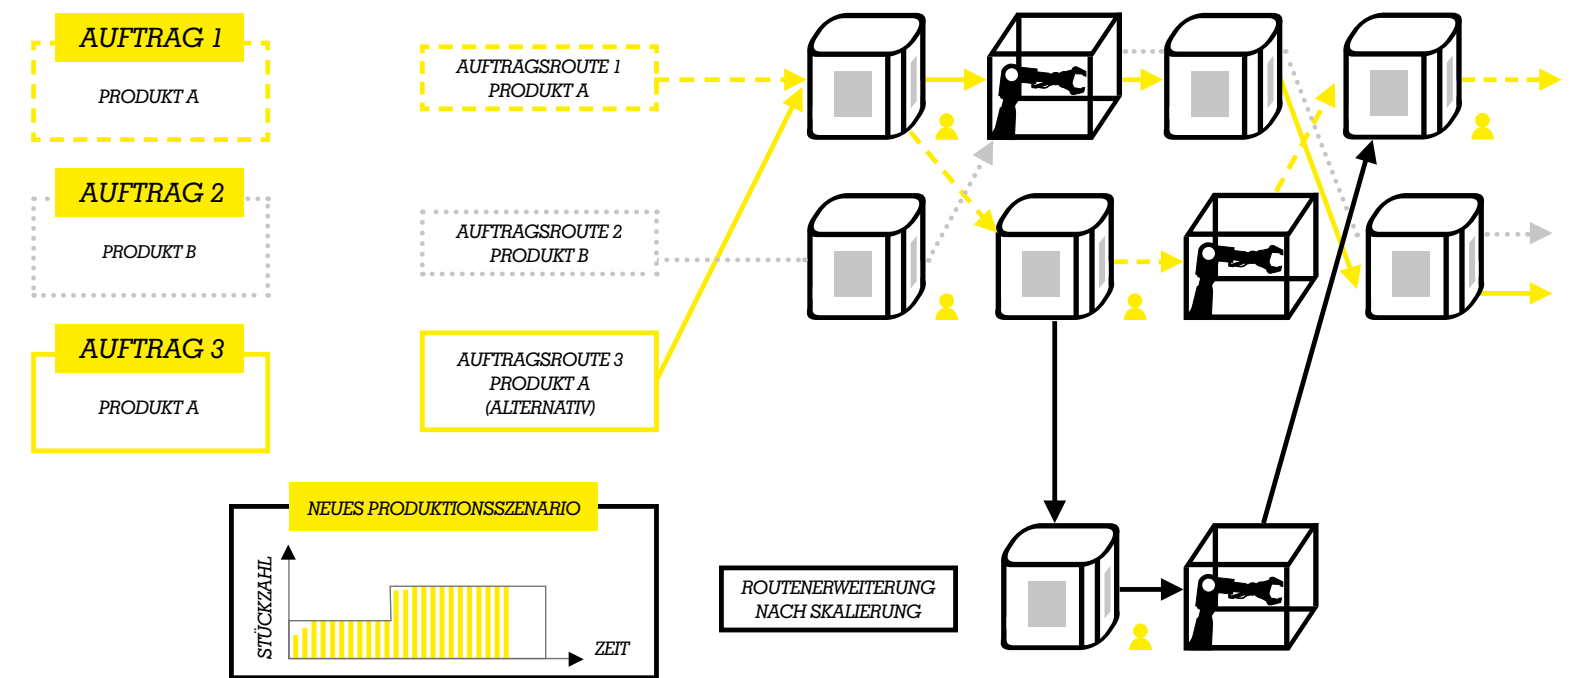 AUFTRAG 1
PRODUKT A
AUFTRAG 2
PRODUKT B
AUFTRAG 3
PRODUKT A
AUFTRAGSROUTE 1
PRODUKT A
AUFTRAGSROUTE 2
PRODUKT B
AUFTRAGSROUTE 3
PRODUKT A
(ALTERNATIV)
NEUES PRODUKTIONSSZENARIO
STÜCKZAHL
ZEIT
ROUTENERWEITERUNG
NACH SKALIERUNG